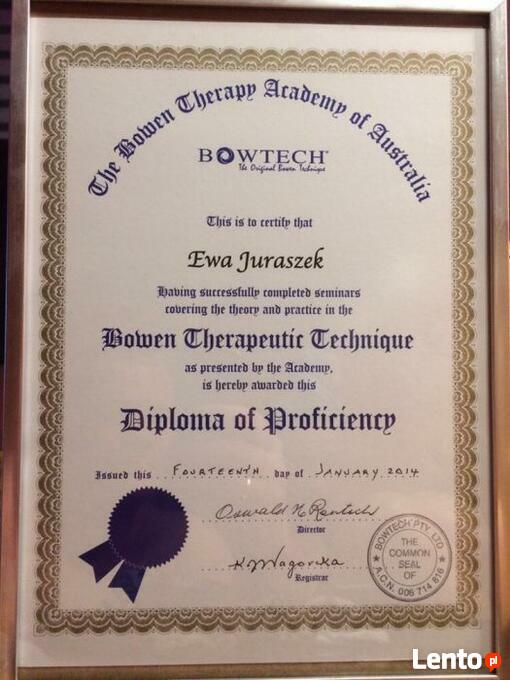 The Bowen Therapy Academy of Australia
BOWTECH®
The Original Bowen Technique
This is to certify that
Ewa Juraszek
Having successfully completed seminars
covering the theory and practice in the
Bowen Therapeutic Technique
as presented by the Academy,
is hereby awarded this
Diploma of Proficiency
Issued this FOURTEENTH day of JANUARY 2014
Oswald H Rentsch
Director
Registrar
BOWTECH PTY. LTD
THE
COMMON
SEAL
OF
A.C.N. 006 714 816
Lento.pl